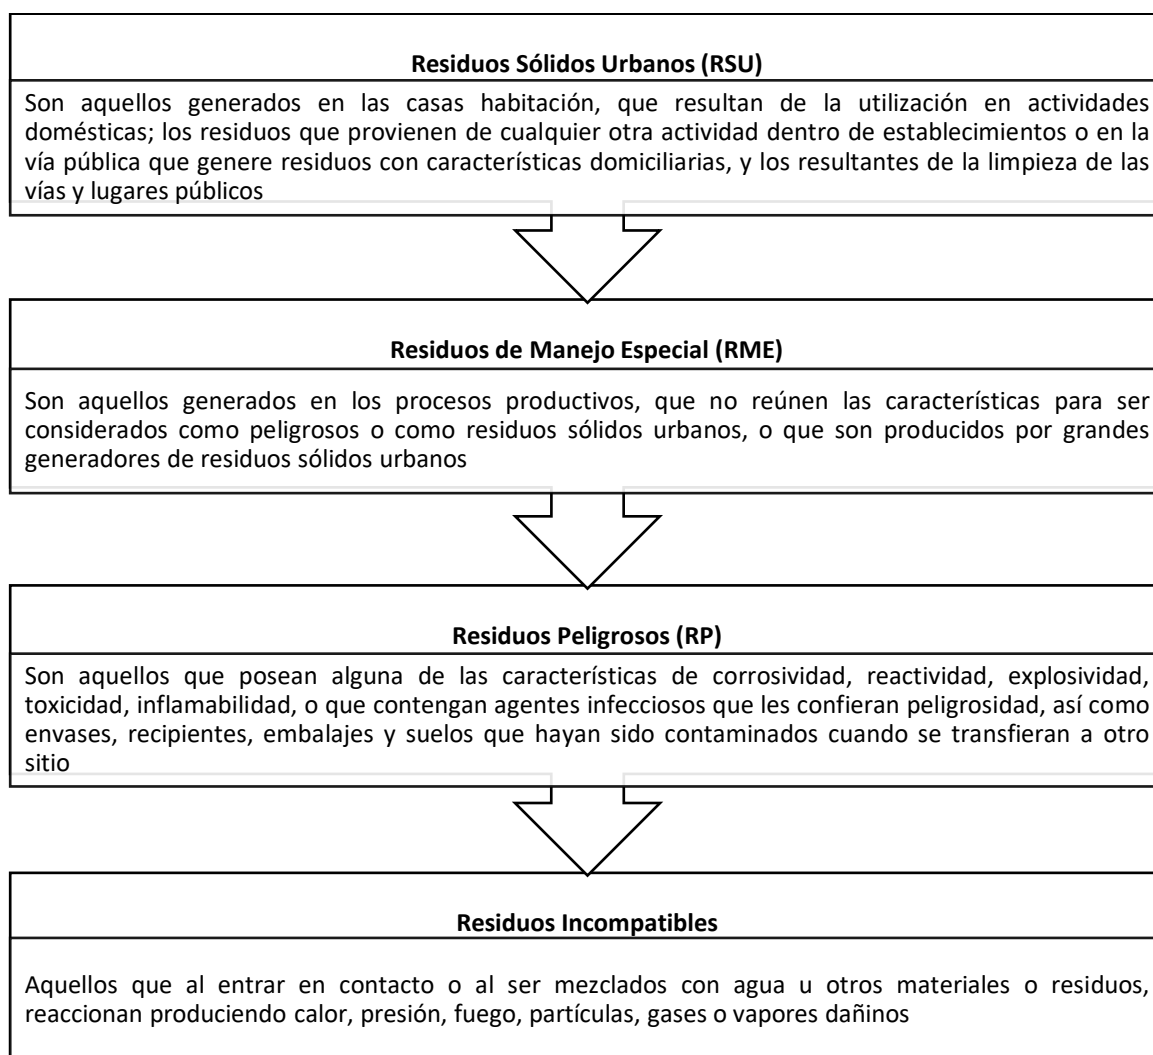 Residuos Sólidos Urbanos (RSU)
Son aquellos generados en las casas habitación, que resultan de la utilización en actividades
domésticas; los residuos que provienen de cualquier otra actividad dentro de establecimientos o en la
vía pública que genere residuos con características domiciliarias, y los resultantes de la limpieza de las
vías y lugares públicos
Residuos de Manejo Especial (RME)
Son aquellos generados en los procesos productivos, que no reúnen las características para ser
considerados como peligrosos o como residuos sólidos urbanos, o que son producidos por grandes
generadores de residuos sólidos urbanos
Residuos Peligrosos (RP)
Son aquellos que posean alguna de las características de corrosividad, reactividad, explosividad,
toxicidad, inflamabilidad, o que contengan agentes infecciosos que les confieran peligrosidad, así como
envases, recipientes, embalajes y suelos que hayan sido contaminados cuando se transfieran a otro
sitio
Residuos Incompatibles
Aquellos que al entrar en contacto o al ser mezclados con agua u otros materiales o residuos,
reaccionan produciendo calor, presión, fuego, partículas, gases o vapores dañinos